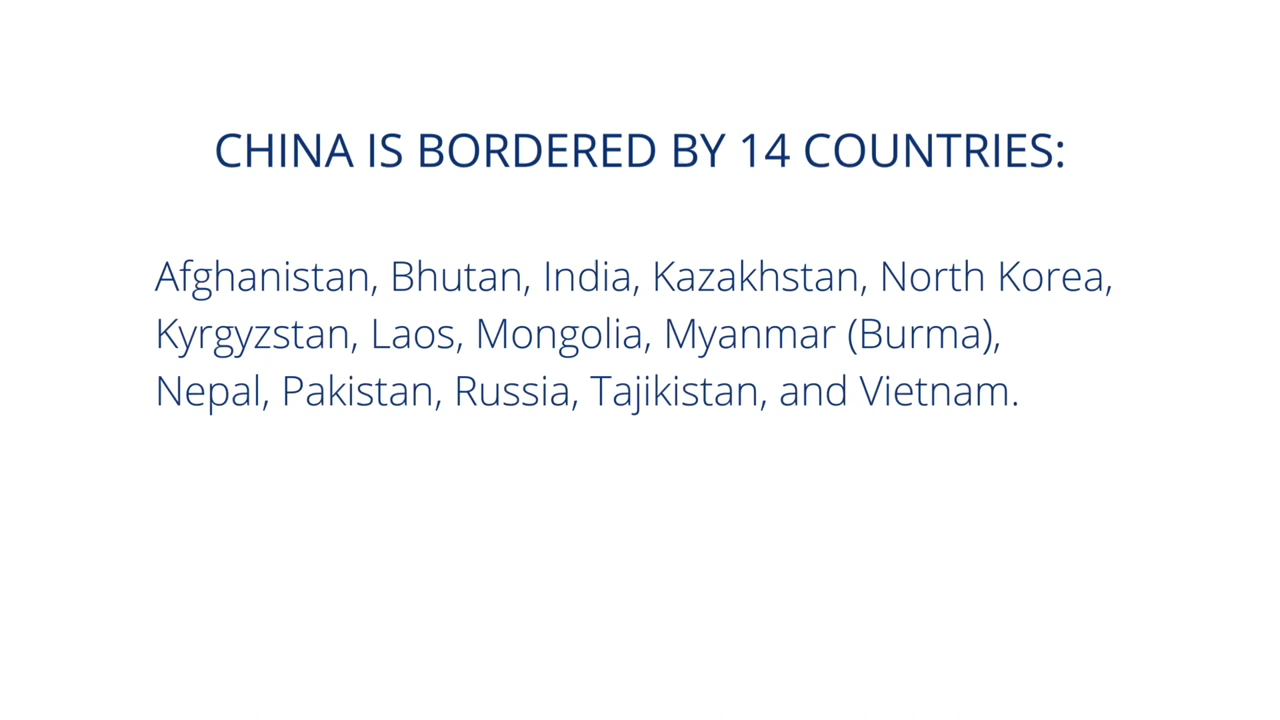 CHINA IS BORDERED BY 14 COUNTRIES:
Afghanistan, Bhutan, India, Kazakhstan, North Korea,
Kyrgyzstan, Laos, Mongolia, Myanmar (Burma),
Nepal, Pakistan, Russia, Tajikistan, and Vietnam.